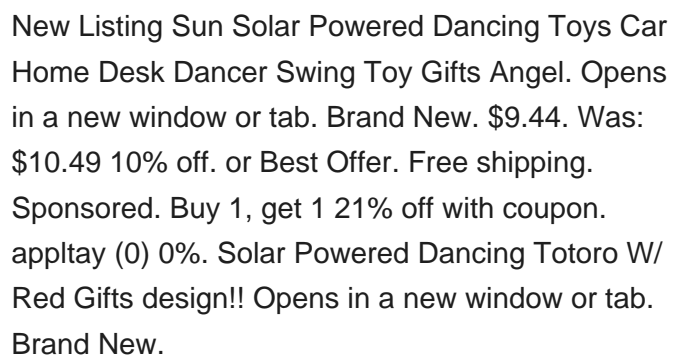 New Listing Sun Solar Powered Dancing Toys Car
Home Desk Dancer Swing Toy Gifts Angel. Opens
in a new window or tab. Brand New. $9.44. Was:
$10.49 10% off. or Best Offer. Free shipping.
Sponsored. Buy 1, get 1 21% off with coupon.
appltay (0) 0%. Solar Powered Dancing Totoro W/
Red Gifts design!! Opens in a new window or tab.
Brand New.